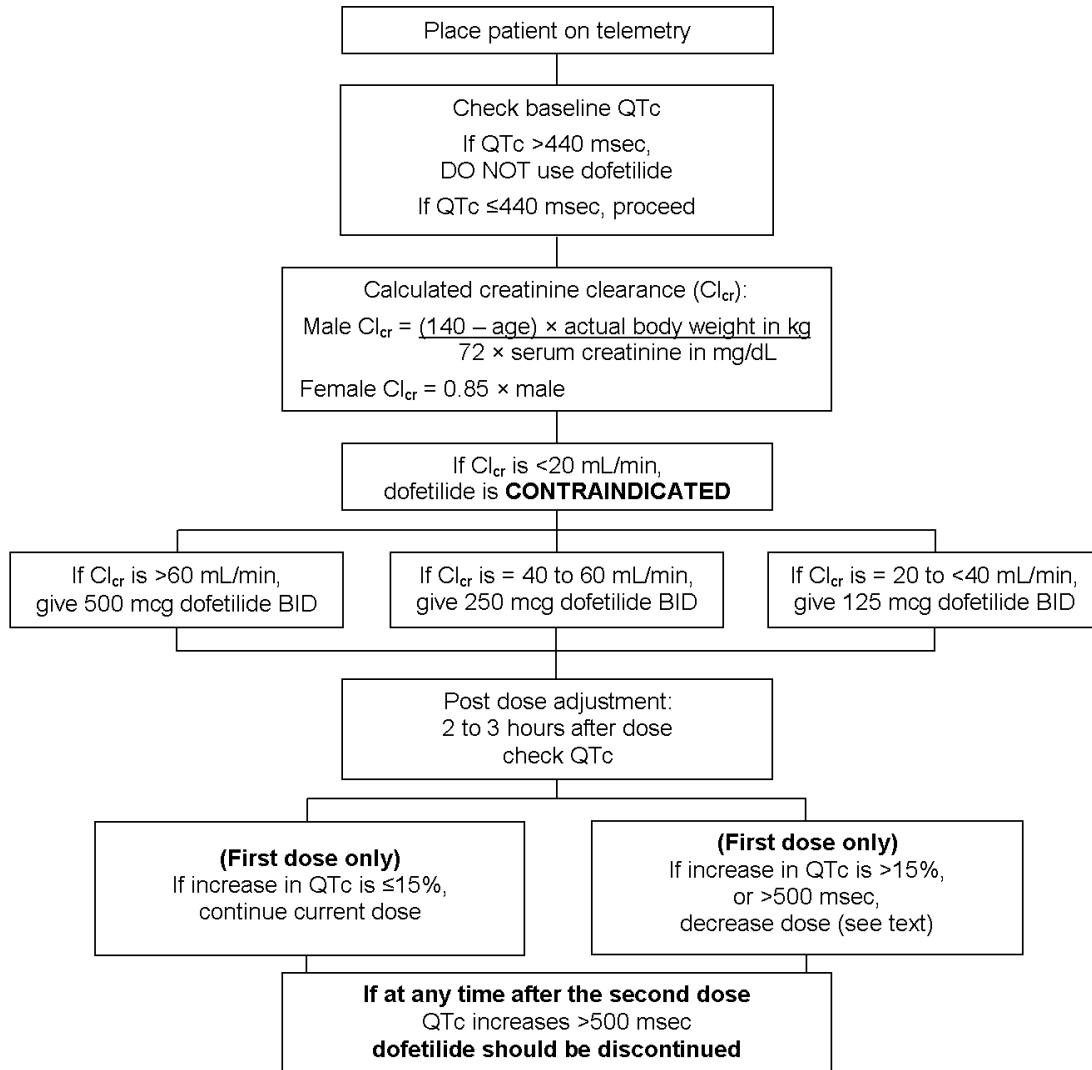 Place patient on telemetry
Check baseline QTc
If QTc >440 msec,
DO NOT use dofetilide
If QTc ≤440 msec, proceed
Calculated creatinine clearance (Clcr):
Male Clcr = (140 – age) × actual body weight in kg
72 × serum creatinine in mg/dL
Female Clcr = 0.85 × male
If Clcr is <20 mL/min,
dofetilide is CONTRAINDICATED
If Clcr is >60 mL/min,
give 500 mcg dofetilide BID
If Clcr is = 40 to 60 mL/min,
give 250 mcg dofetilide BID
If Clcr is = 20 to <40 mL/min,
give 125 mcg dofetilide BID
Post dose adjustment:
2 to 3 hours after dose
check QTc
(First dose only)
If increase in QTc is ≤15%,
continue current dose
(First dose only)
If increase in QTc is >15%,
or >500 msec,
decrease dose (see text)
If at any time after the second dose
QTc increases >500 msec
dofetilide should be discontinued